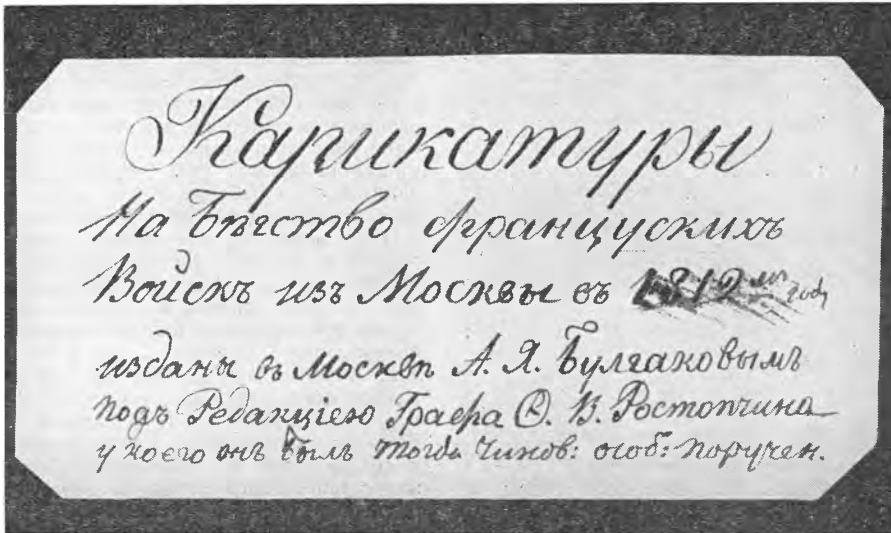 Карикатуры
На Бѣгство французскихъ
Войскъ изъ Москвы въ 1812мъ году
изданы въ Москвѣ А. Я. Булгаковымъ
подъ Редакціею Графа Ѳ. В. Ростопчина
у коего онъ былъ тогда чинов: особ: поручен.